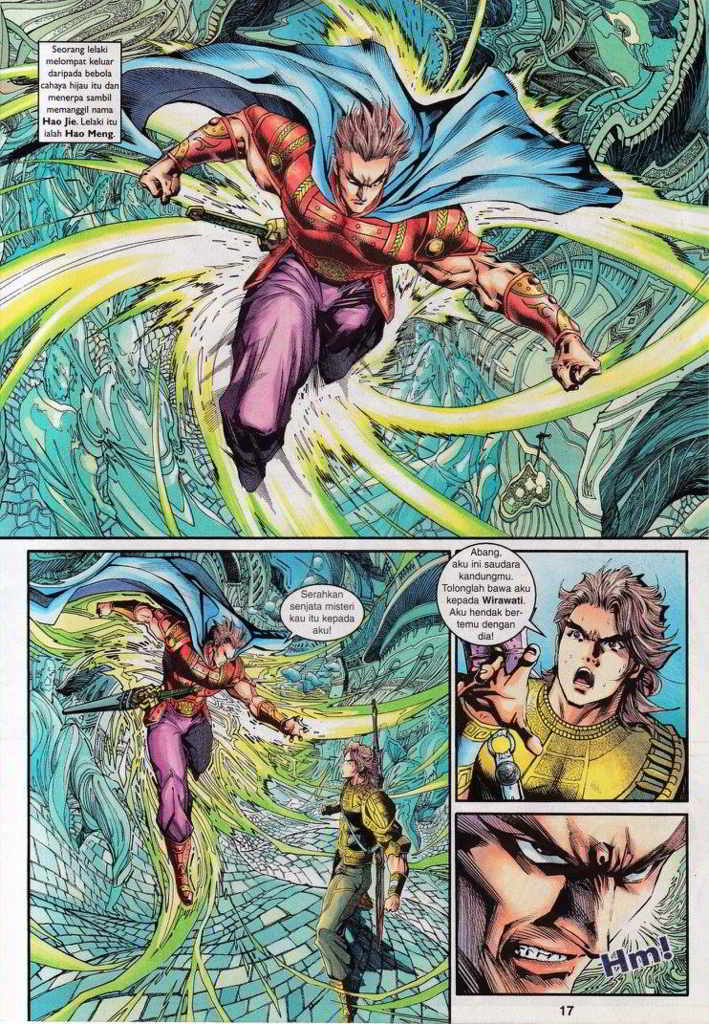 Seorang lelaki
melompat keluar
daripada bebola
cahaya hijau itu dan
menerpa sambil
memanggil nama
Hao Jie. Lelaki itu
ialah Hao Meng.
Serahkan
senjata misteri
kau itu kepada
aku!
Abang,
aku ini saudara
kandungmu.
Tolonglah bawa aku
kepada Wirawati.
Aku hendak ber-
temu dengan
dia!
Hm!
17